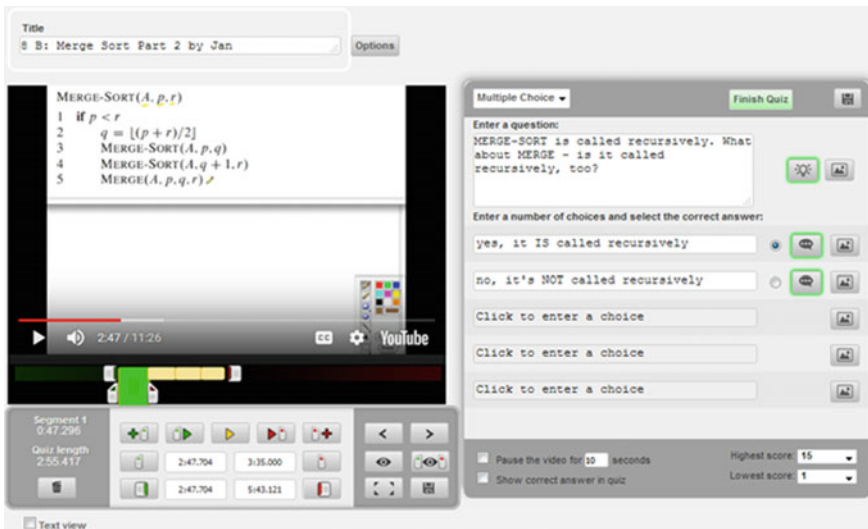 Title
8 B: Merge Sort Part 2 by Jan
Options
MERGE-SORT(A, p, r)
1 if p < r
2 q = ⌊(p + r)/2⌋
3 MERGE-SORT(A, p, q)
4 MERGE-SORT(A, q + 1, r)
5 MERGE(A, p, q, r)
2:47 / 11:26
CC
YouTube
Segment 1
0:47.296
Quiz length
2:55.417
2:47.704
3:35.000
2:47.704
5:43.121
Text view
Multiple Choice
Finish Quiz
Enter a question:
MERGE-SORT is called recursively. What
about MERGE - is it called
recursively, too?
Enter a number of choices and select the correct answer:
yes, it IS called recursively
no, it's NOT called recursively
Click to enter a choice
Click to enter a choice
Click to enter a choice
Pause the video for 10 seconds
Show correct answer in quiz
Highest score: 15
Lowest score: 1